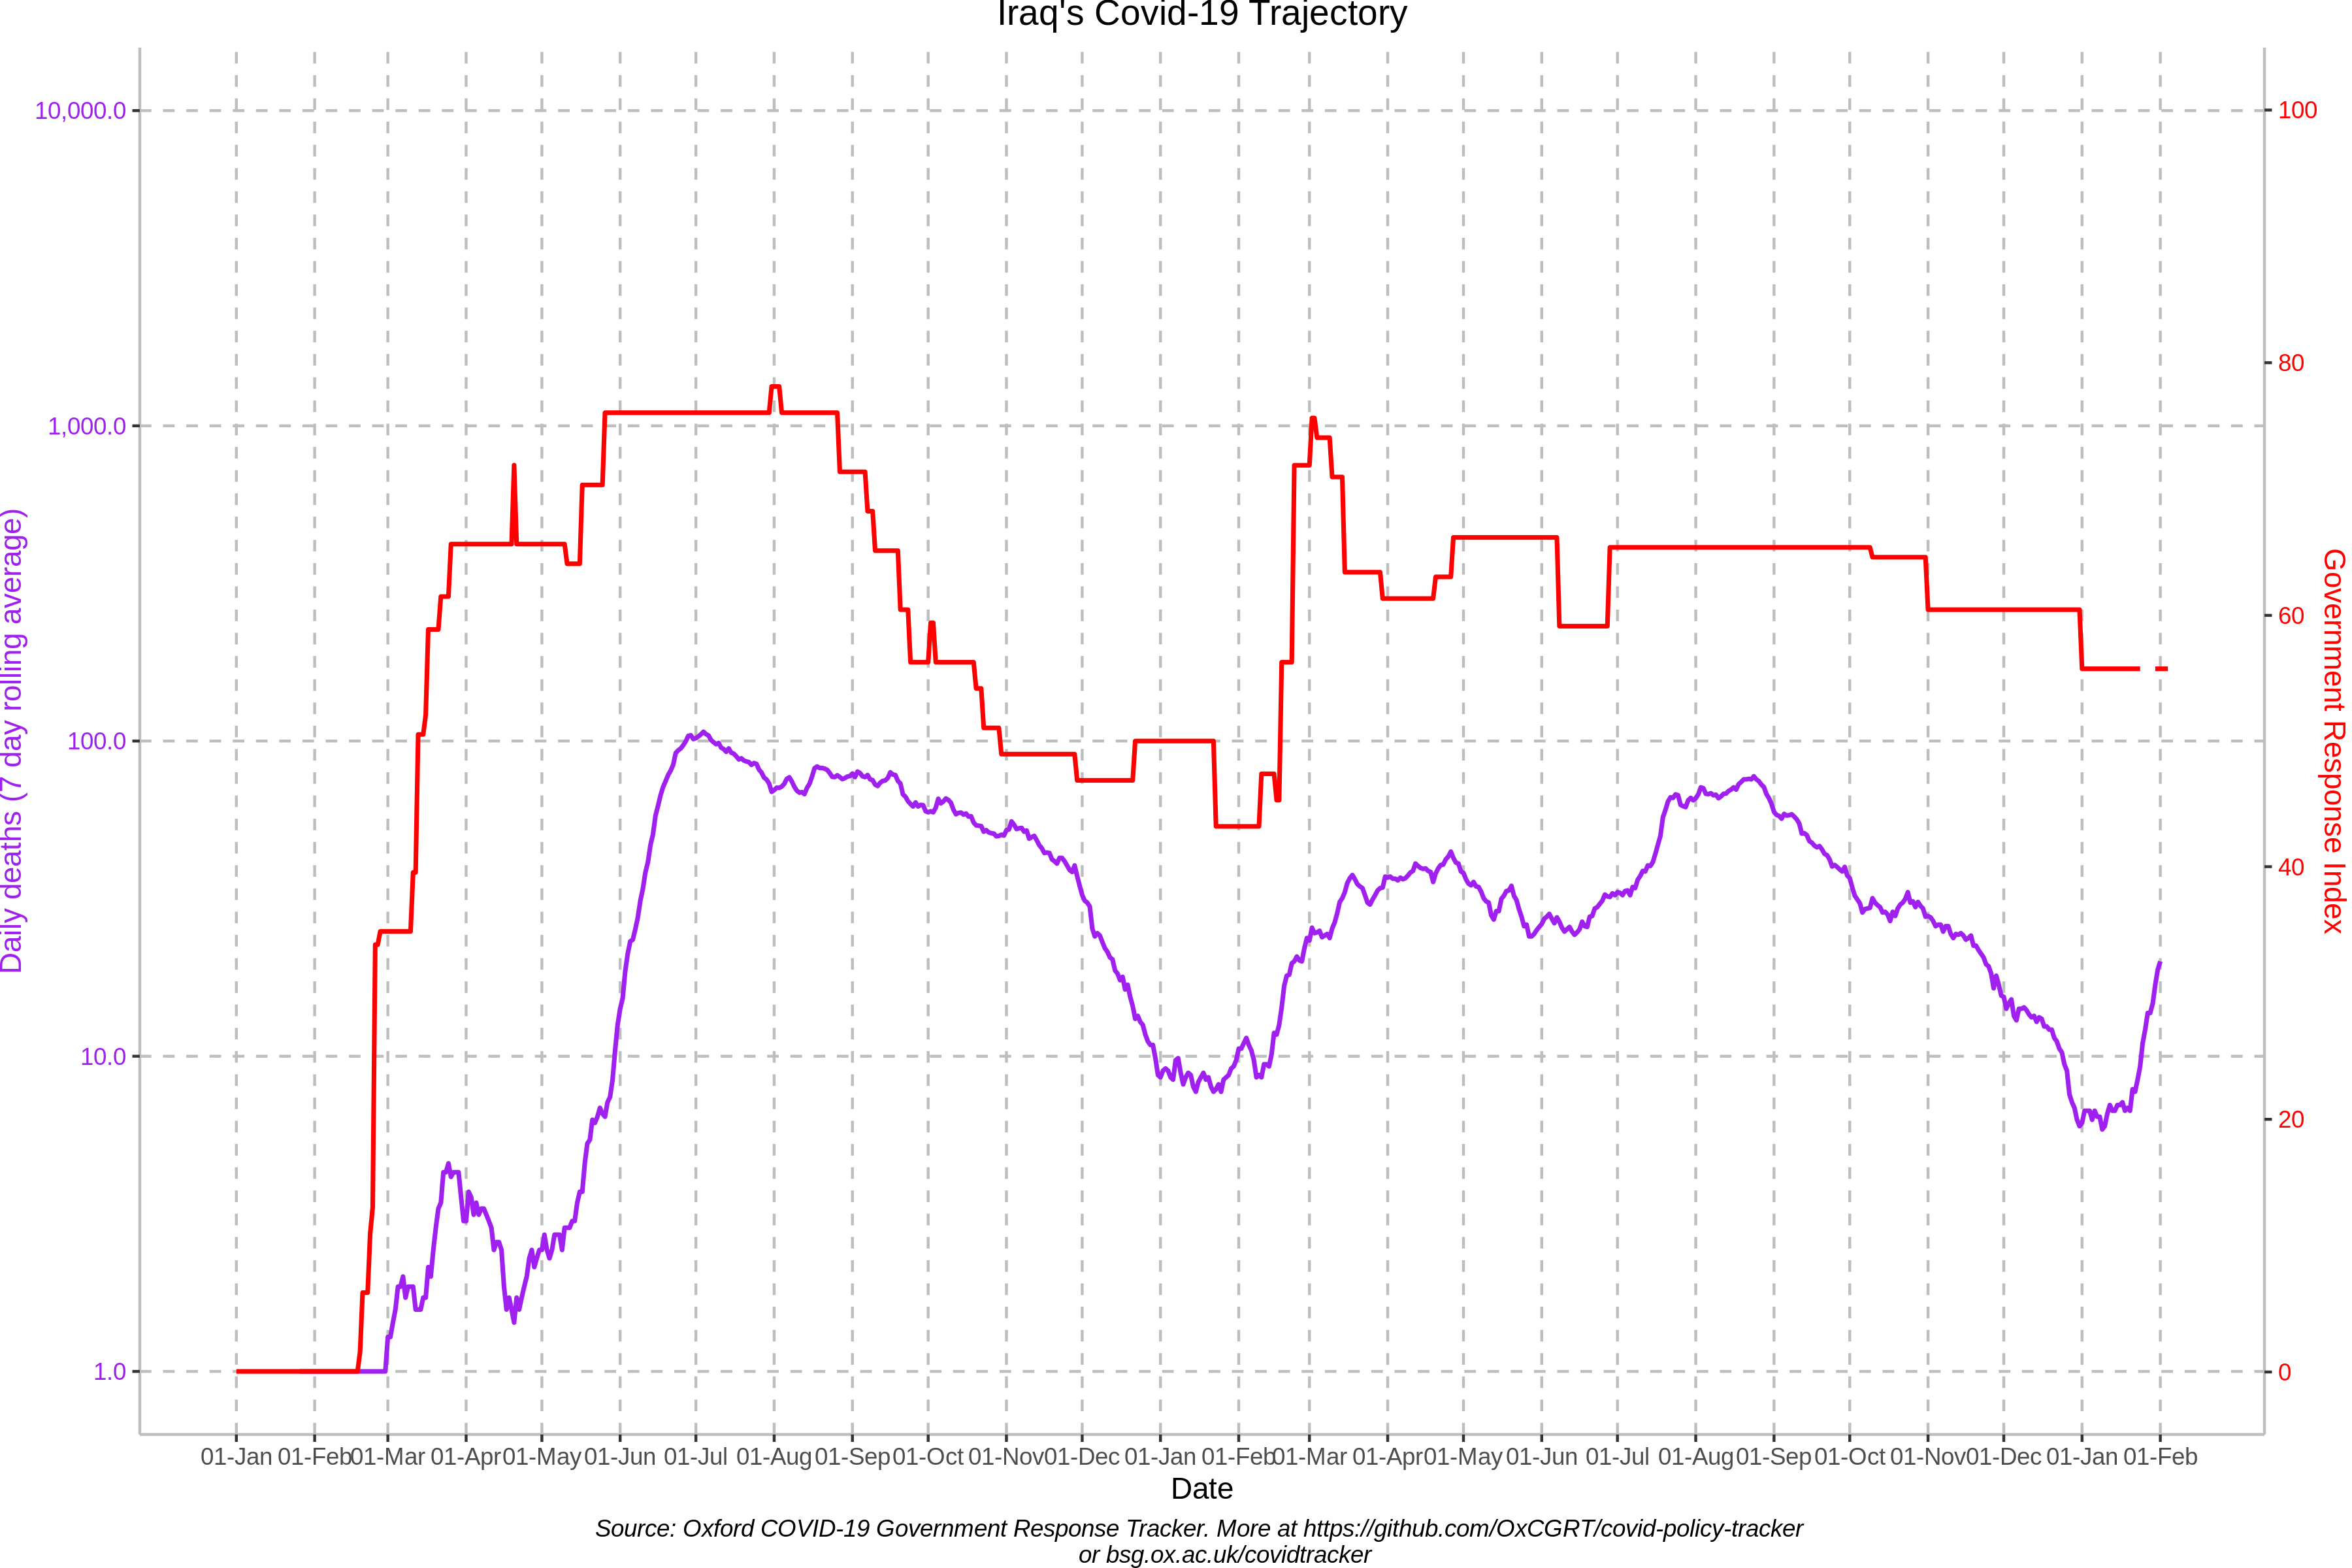 Iraq's Covid-19 Trajectory
10,000.0
1,000.0
100.0
10.0
1.0
Daily deaths (7 day rolling average)
100
80
60
40
20
0
Government Response Index
01-Jan 01-Feb 01-Mar 01-Apr 01-May 01-Jun 01-Jul 01-Aug 01-Sep 01-Oct 01-Nov 01-Dec 01-Jan 01-Feb 01-Mar 01-Apr 01-May 01-Jun 01-Jul 01-Aug 01-Sep 01-Oct 01-Nov 01-Dec 01-Jan 01-Feb
Date
Source: Oxford COVID-19 Government Response Tracker. More at https://github.com/OxCGRT/covid-policy-tracker
or bsg.ox.ac.uk/covidtracker